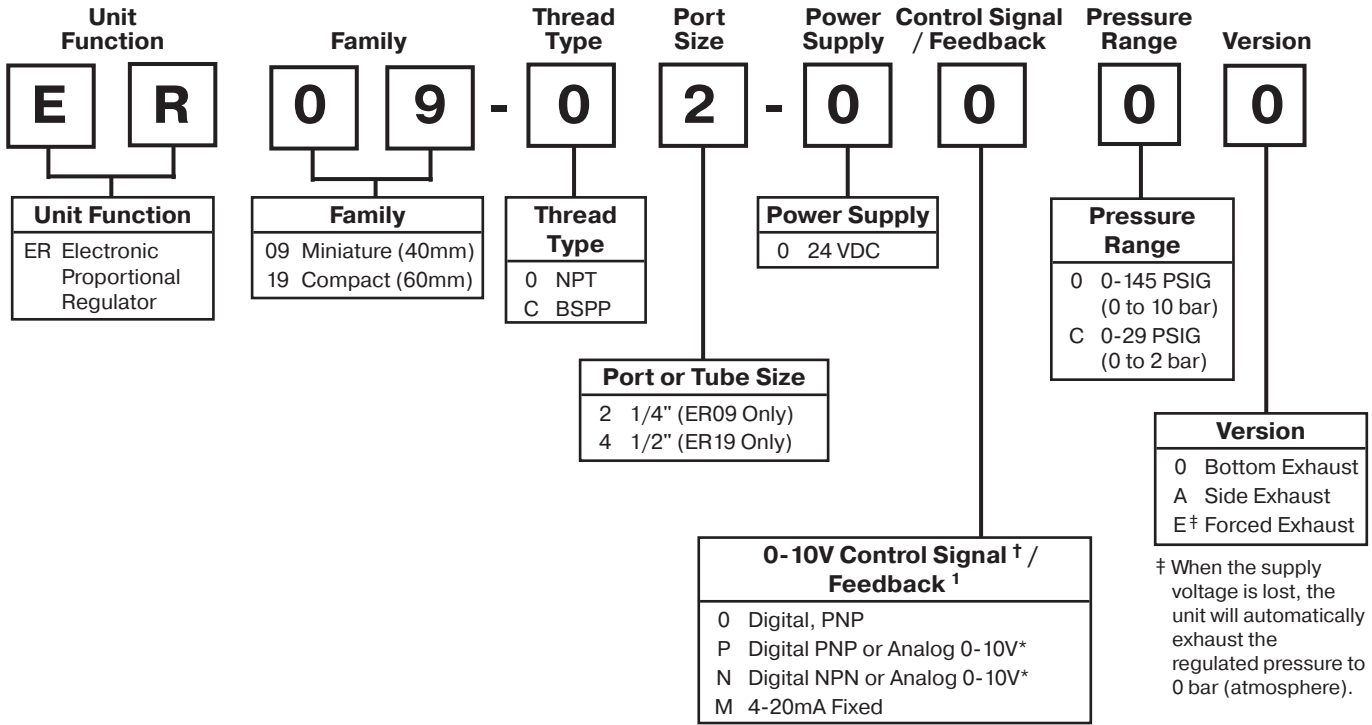 Unit Function
Family
Thread Type
Port Size
Power Supply
Control Signal / Feedback
Pressure Range
Version
E R 0 9 - 0 2 - 0 0 0 0
Unit Function
ER Electronic
Proportional
Regulator
Family
09 Miniature (40mm)
19 Compact (60mm)
Thread
Type
0 NPT
C BSPP
Power Supply
0 24 VDC
Pressure
Range
0 0-145 PSIG
(0 to 10 bar)
C 0-29 PSIG
(0 to 2 bar)
Port or Tube Size
2 1/4" (ER09 Only)
4 1/2" (ER19 Only)
Version
0 Bottom Exhaust
A Side Exhaust
E‡ Forced Exhaust
‡ When the supply
voltage is lost, the
unit will automatically
exhaust the
regulated pressure to
0 bar (atmosphere).
0-10V Control Signal † /
Feedback 1
0 Digital, PNP
P Digital PNP or Analog 0-10V*
N Digital NPN or Analog 0-10V*
M 4-20mA Fixed